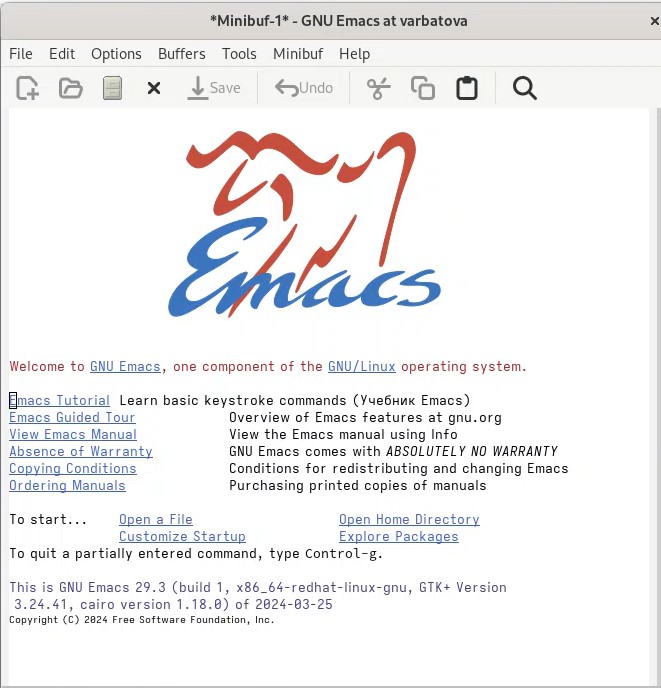 *Minibuf-1* - GNU Emacs at varbatova
File Edit Options Buffers Tools Minibuf Help
Save Undo
Emacs
Welcome to GNU Emacs, one component of the GNU/Linux operating system.
Emacs Tutorial Learn basic keystroke commands (Учебник Emacs)
Emacs Guided Tour Overview of Emacs features at gnu.org
View Emacs Manual View the Emacs manual using Info
Absence of Warranty GNU Emacs comes with ABSOLUTELY NO WARRANTY
Copying Conditions Conditions for redistributing and changing Emacs
Ordering Manuals Purchasing printed copies of manuals
To start... Open a File Open Home Directory
Customize Startup Explore Packages
To quit a partially entered command, type Control-g.
This is GNU Emacs 29.3 (build 1, x86_64-redhat-linux-gnu, GTK+ Version
3.24.41, cairo version 1.18.0) of 2024-03-25
Copyright (C) 2024 Free Software Foundation, Inc.